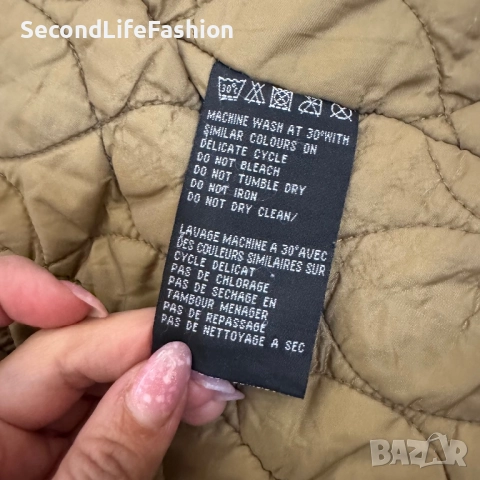 SecondLifeFashion
30°C
MACHINE WASH AT 30°WITH
SIMILAR COLOURS ON
DELICATE CYCLE
DO NOT BLEACH
DO NOT TUMBLE DRY
DO NOT IRON
DO NOT DRY CLEAN/
LAVAGE MACHINE A 30°AVEC
DES COULEURS SIMILAIRES SUR
CYCLE DELICAT
PAS DE CHLORAGE
PAS DE SECHAGE EN
TAMBOUR MENAGER
PAS DE REPASSAGE
PAS DE NETTOYAGE A SEC
BAZAR